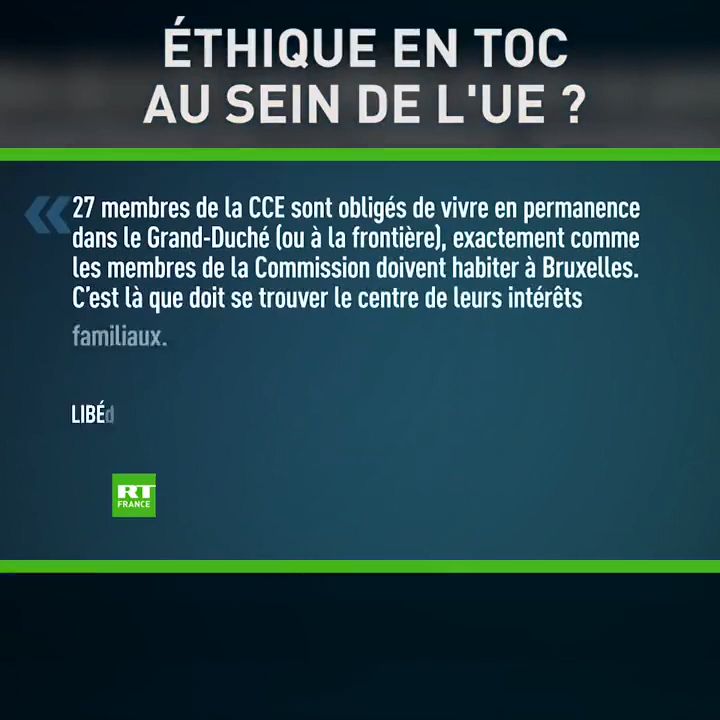 ÉTHIQUE EN TOC
AU SEIN DE L'UE ?
« 27 membres de la CCE sont obligés de vivre en permanence
dans le Grand-Duché (ou à la frontière), exactement comme
les membres de la Commission doivent habiter à Bruxelles.
C'est là que doit se trouver le centre de leurs intérêts
familiaux.
LIBÉ
RT
FRANCE